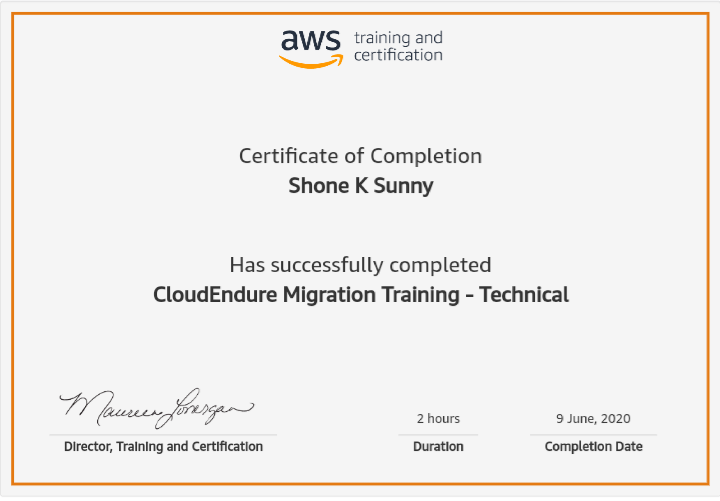 aws training and
certification
Certificate of Completion
Shone K Sunny
Has successfully completed
CloudEndure Migration Training - Technical
Maureen Lonergan
Director, Training and Certification
2 hours
Duration
9 June, 2020
Completion Date